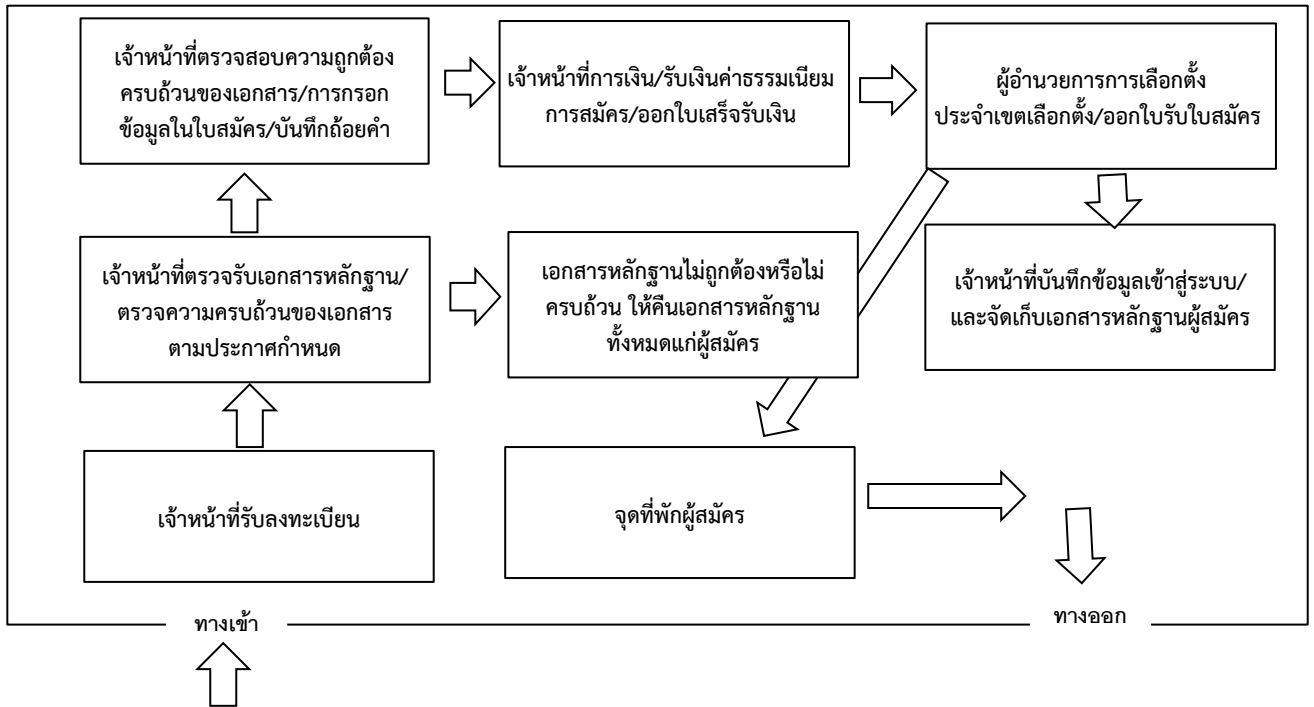 เจ้าหน้าที่ตรวจสอบความถูกต้อง
ครบถ้วนของเอกสาร/การกรอก
ข้อมูลในใบสมัคร/บันทึกถ้อยคำ
เจ้าหน้าที่การเงิน/รับเงินค่าธรรมเนียม
การสมัคร/ออกใบเสร็จรับเงิน
ผู้อำนวยการการเลือกตั้ง
ประจำเขตเลือกตั้ง/ออกใบรับใบสมัคร
เจ้าหน้าที่ตรวจรับเอกสารหลักฐาน/
ตรวจความครบถ้วนของเอกสาร
ตามประกาศกำหนด
เอกสารหลักฐานไม่ถูกต้องหรือไม่
ครบถ้วน ให้คืนเอกสารหลักฐาน
ทั้งหมดแก่ผู้สมัคร
เจ้าหน้าที่บันทึกข้อมูลเข้าสู่ระบบ/
และจัดเก็บเอกสารหลักฐานผู้สมัคร
เจ้าหน้าที่รับลงทะเบียน
จุดที่พักผู้สมัคร
ทางเข้า
ทางออก